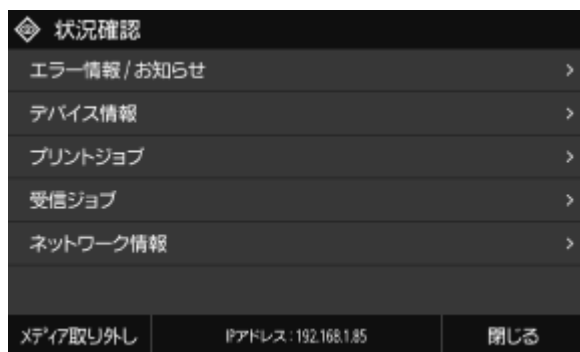 状況確認
エラー情報/お知らせ
デバイス情報
プリントジョブ
受信ジョブ
ネットワーク情報
メディア取り外し
IPアドレス:192.168.1.85
閉じる